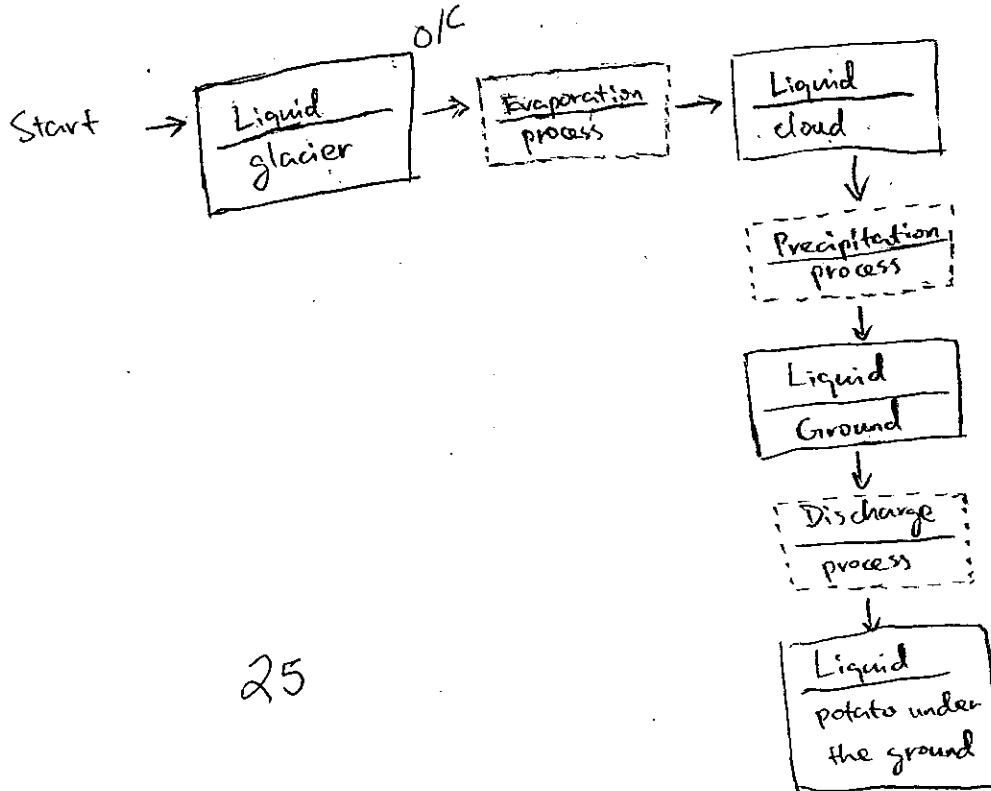 O/C
Start
Liquid
glacier
Evaporation
process
Liquid
cloud
Precipitation
process
Liquid
Ground
Discharge
process
Liquid
potato under
the ground
25